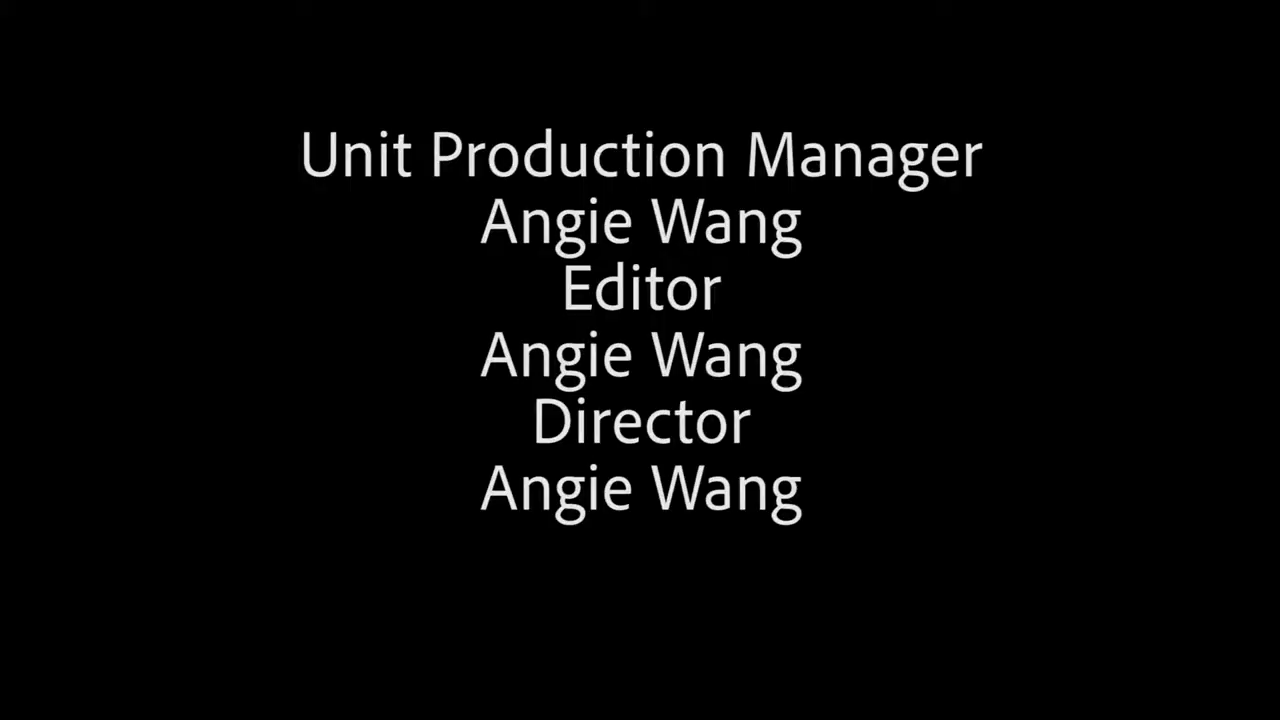 Unit Production Manager
Angie Wang
Editor
Angie Wang
Director
Angie Wang